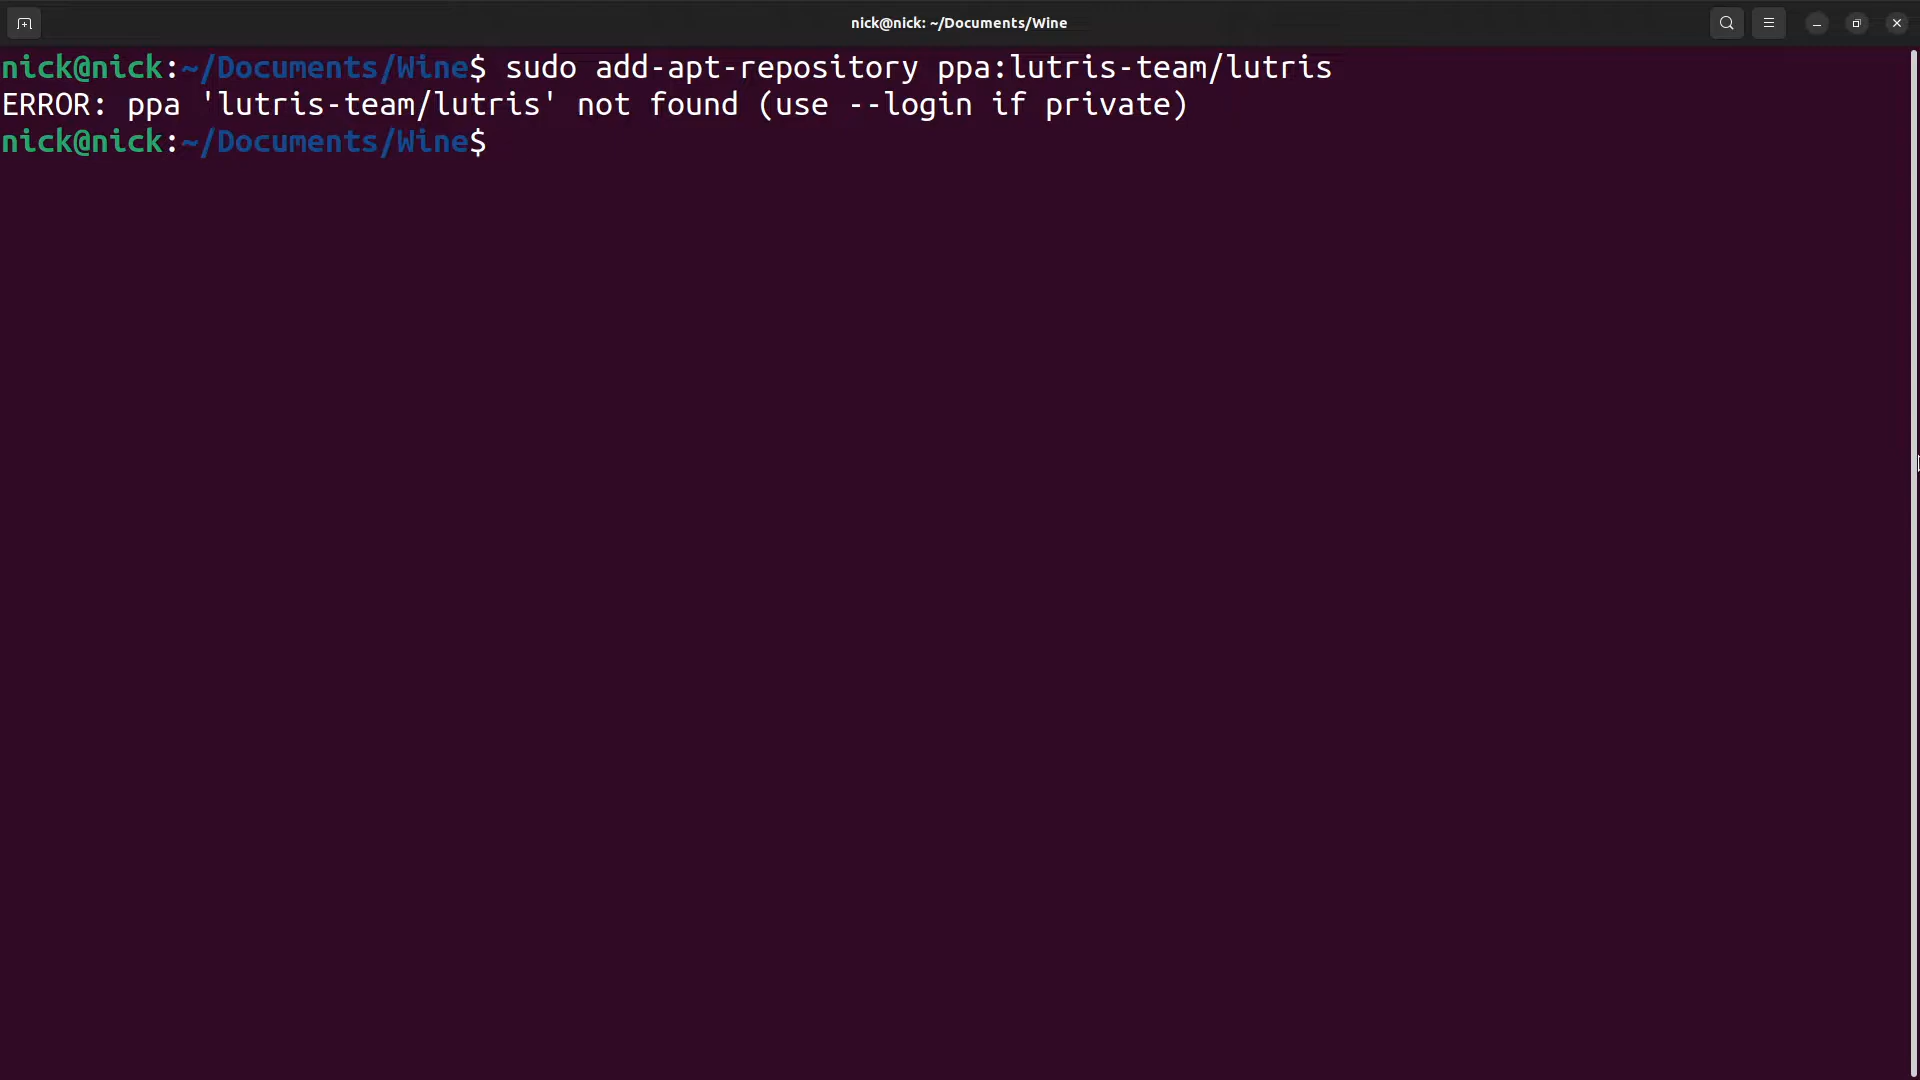 nick@nick: ~/Documents/Wine
nick@nick:~/Documents/Wine$ sudo add-apt-repository ppa:lutris-team/lutris
ERROR: ppa 'lutris-team/lutris' not found (use --login if private)
nick@nick:~/Documents/Wine$